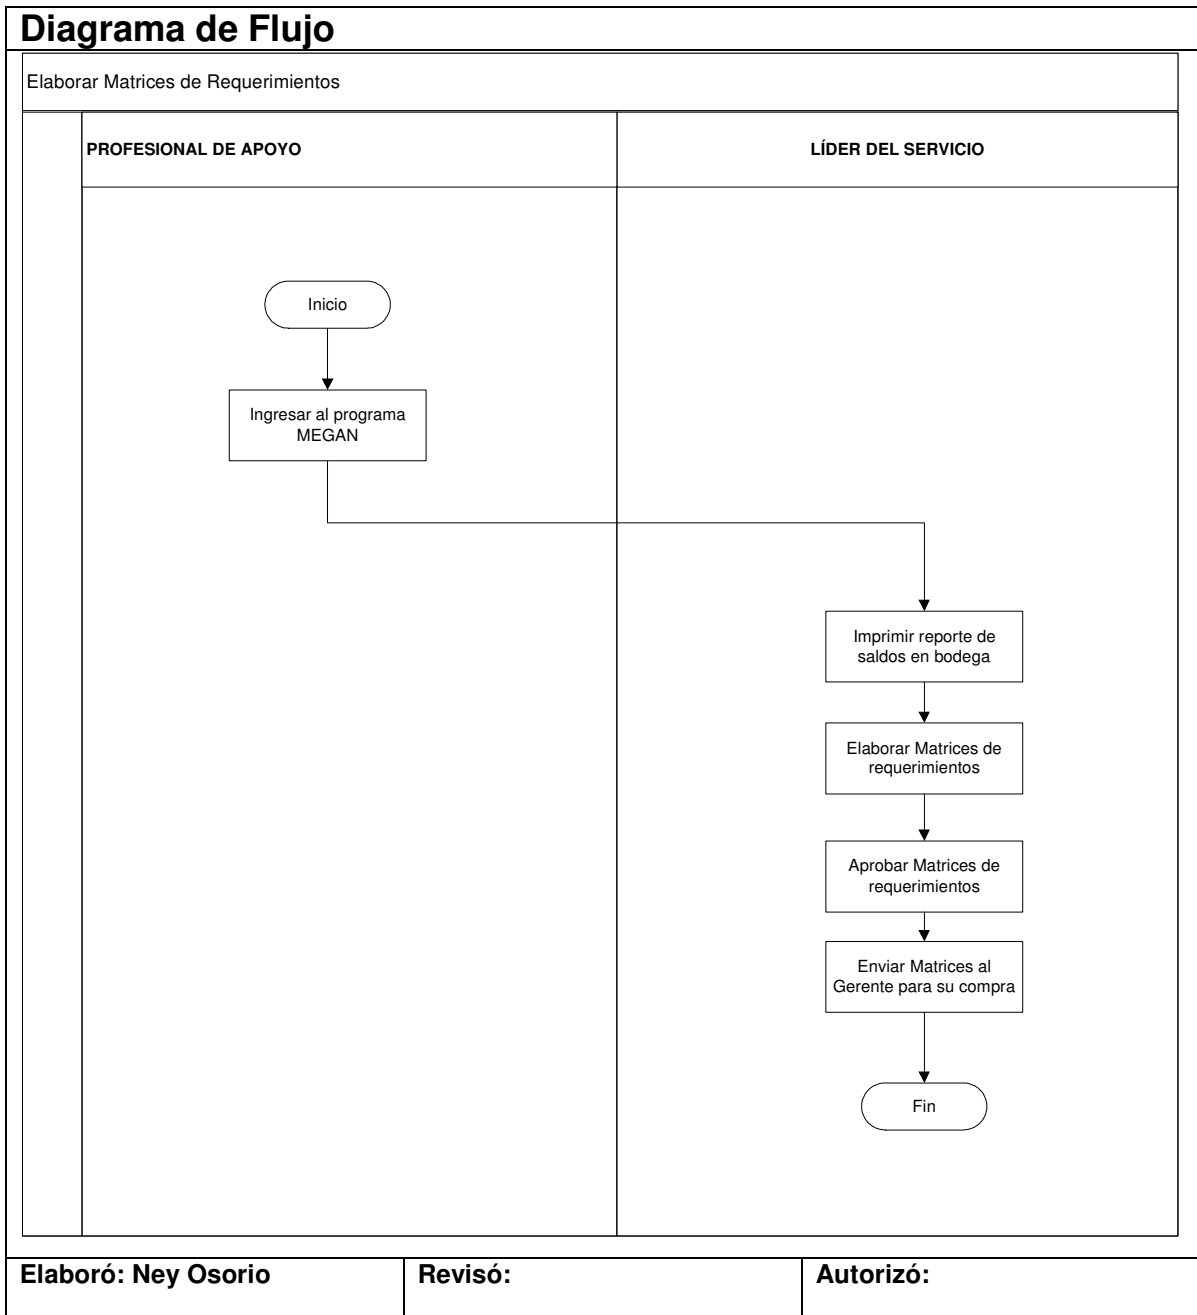 Diagrama de Flujo
Elaborar Matrices de Requerimientos
PROFESIONAL DE APOYO
LÍDER DEL SERVICIO
Inicio
Ingresar al programa
MEGAN
Imprimir reporte de
saldos en bodega
Elaborar Matrices de
requerimientos
Aprobar Matrices de
requerimientos
Enviar Matrices al
Gerente para su compra
Fin
Elaboró: Ney Osorio
Revisó:
Autorizó: